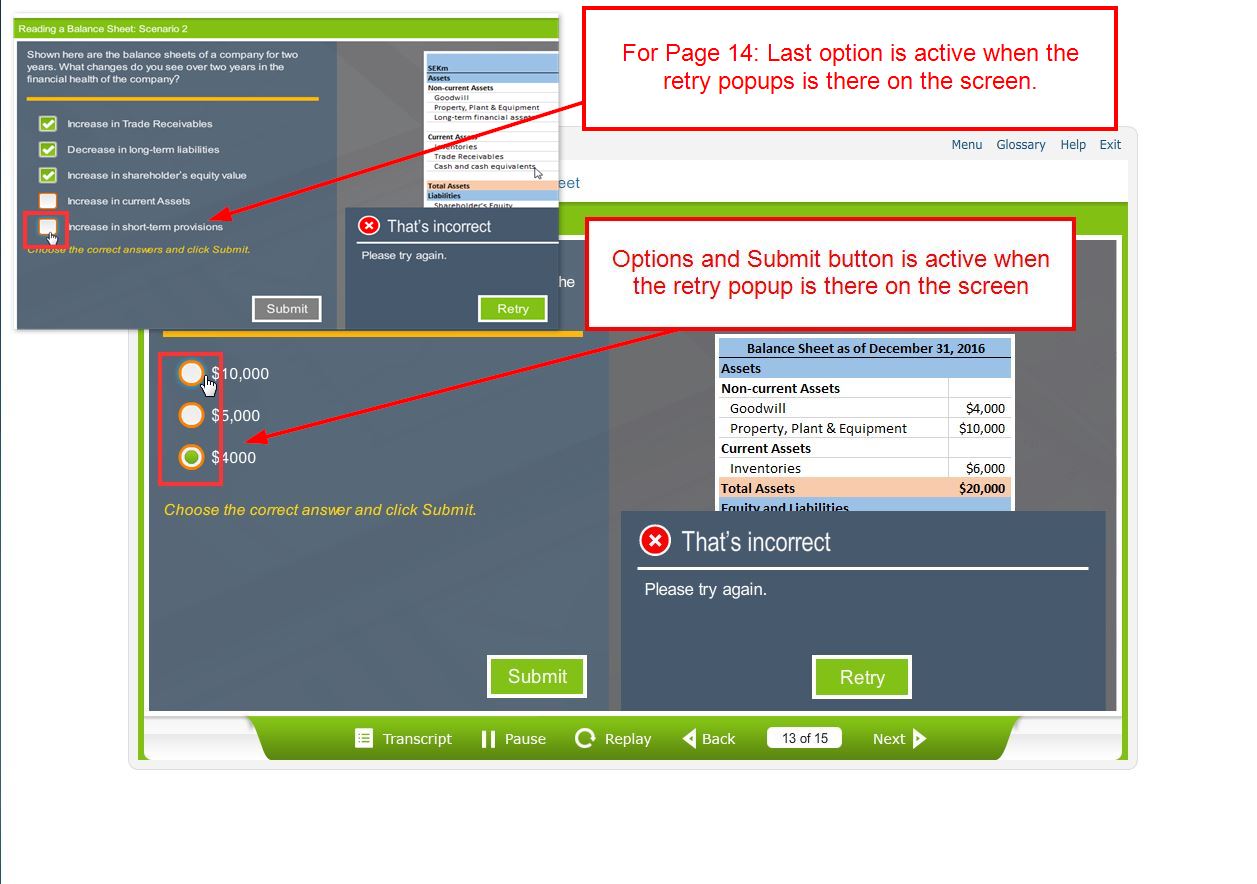 Reading a Balance Sheet: Scenario 2
Shown here are the balance sheets of a company for two
years. What changes do you see over two years in the
financial health of the company?
Increase in Trade Receivables
Decrease in long-term liabilities
Increase in shareholder's equity value
Increase in current Assets
Increase in short-term provisions
Choose the correct answers and click Submit.
Submit
SEKm
Assets
Non-current Assets
Goodwill
Property, Plant & Equipment
Long-term financial assets
Current Assets
Inventories
Trade Receivables
Cash and cash equivalents
Total Assets
Liabilities
Shareholder's Equity
That's incorrect
Please try again.
Retry
For Page 14: Last option is active when the
retry popups is there on the screen.
Menu Glossary Help Exit
eet
Options and Submit button is active when
the retry popup is there on the screen
he
$10,000
$5,000
$4000
Choose the correct answer and click Submit.
Submit
Balance Sheet as of December 31, 2016
Assets
Non-current Assets
Goodwill $4,000
Property, Plant & Equipment $10,000
Current Assets
Inventories $6,000
Total Assets $20,000
Equity and Liabilities
That's incorrect
Please try again.
Retry
Transcript Pause Replay Back 13 of 15 Next